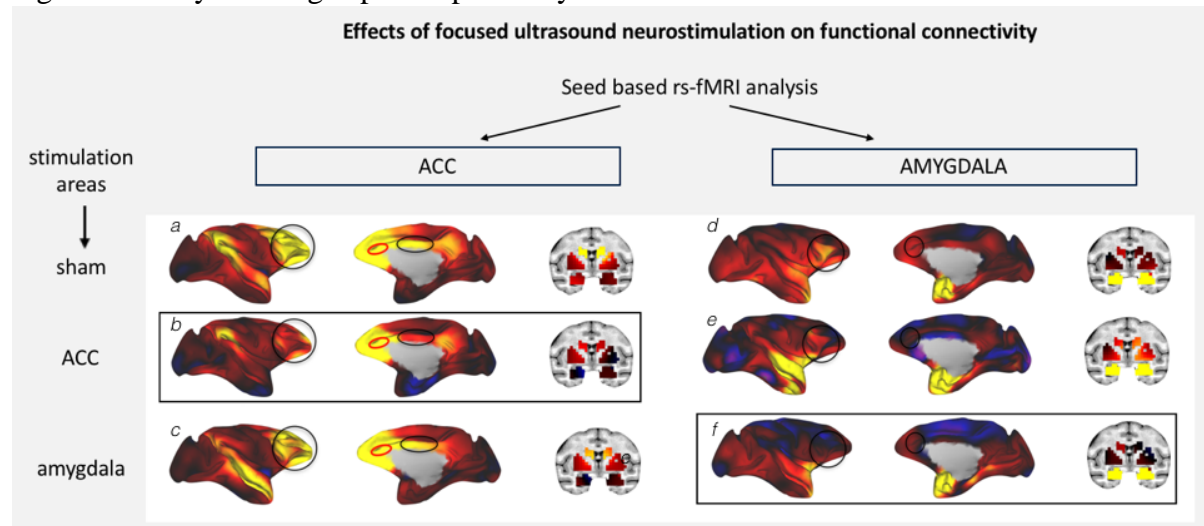 Effects of focused ultrasound neurostimulation on functional connectivity
Seed based rs-fMRI analysis
stimulation
areas
ACC
AMYGDALA
a
d
sham
b
e
ACC
c
f
amygdala
e